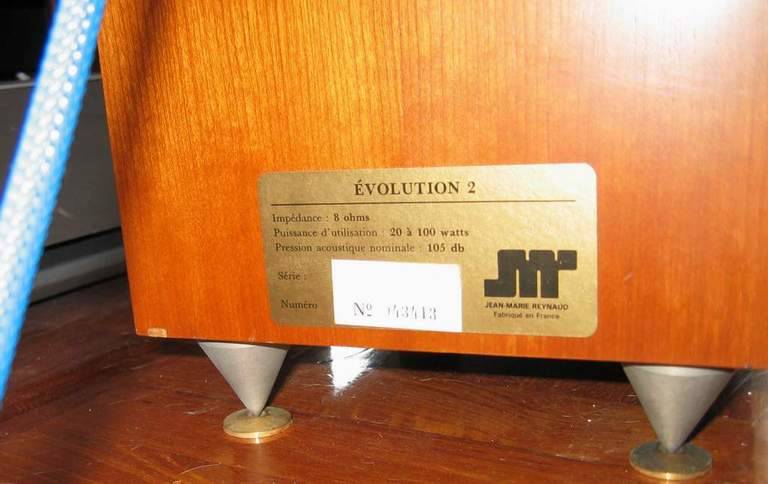 ÉVOLUTION 2
Impédance : 8 ohms
Puissance d'utilisation : 20 à 100 watts
Pression acoustique nominale : 105 db
Série :
Numéro
Nº 043413
JEAN-MARIE REYNAUD
Fabriqué en France